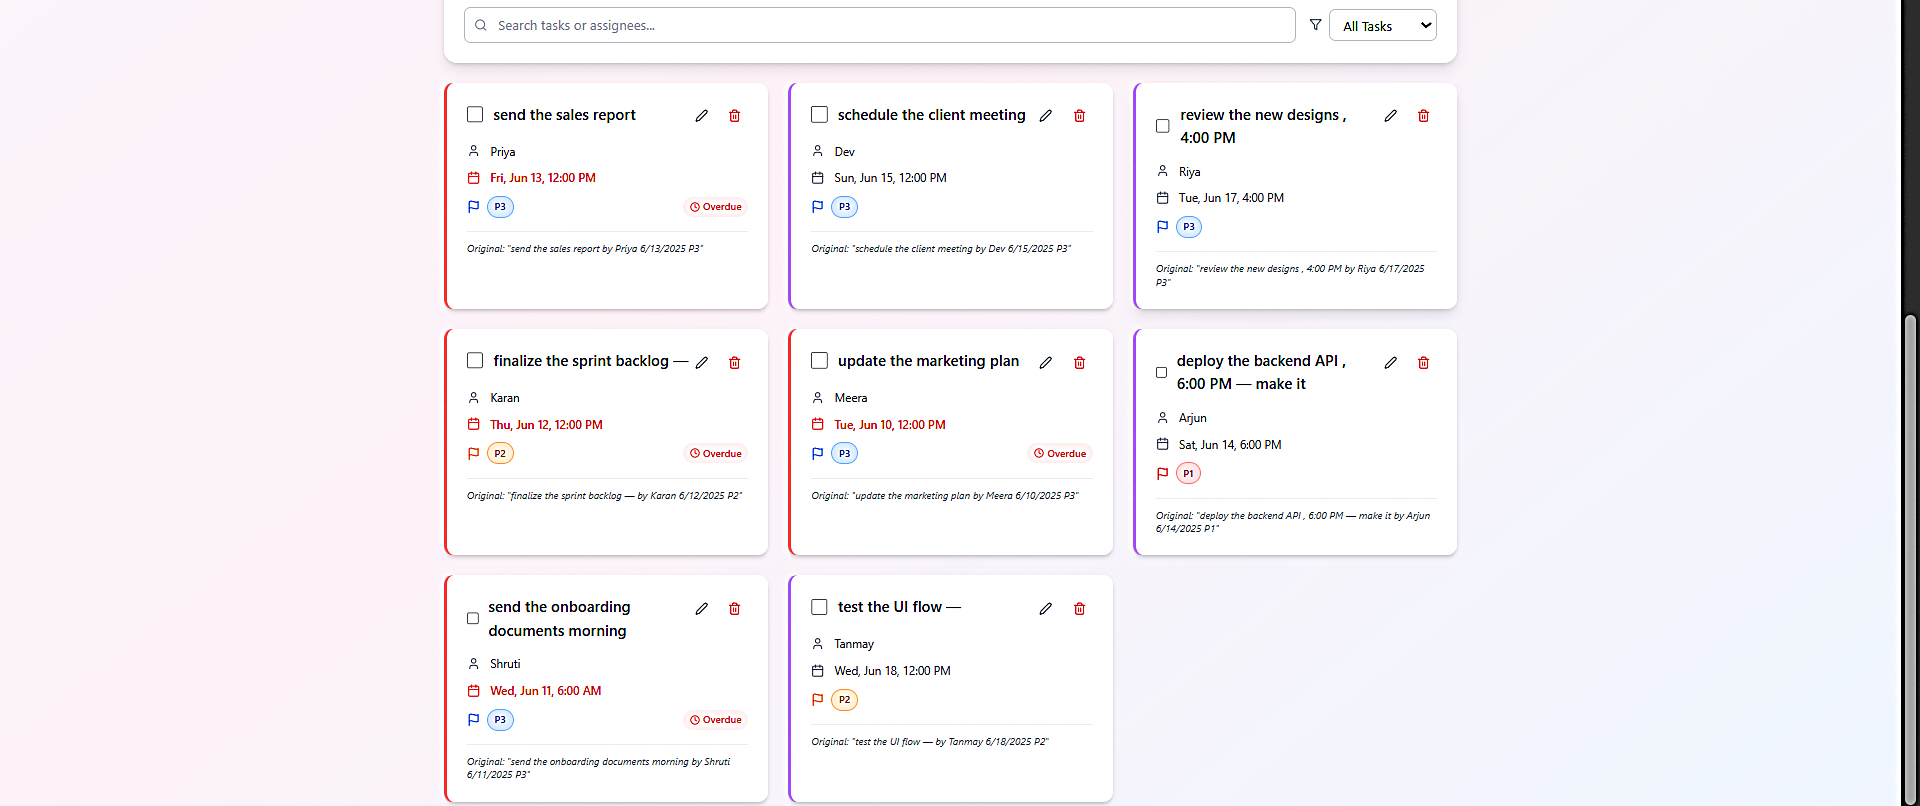 Search tasks or assignees...
All Tasks
send the sales report
Priya
Fri, Jun 13, 12:00 PM
P3
Overdue
Original: "send the sales report by Priya 6/13/2025 P3"
schedule the client meeting
Dev
Sun, Jun 15, 12:00 PM
P3
Original: "schedule the client meeting by Dev 6/15/2025 P3"
review the new designs ,
4:00 PM
Riya
Tue, Jun 17, 4:00 PM
P3
Original: "review the new designs , 4:00 PM by Riya 6/17/2025
P3"
finalize the sprint backlog —
Karan
Thu, Jun 12, 12:00 PM
P2
Overdue
Original: "finalize the sprint backlog — by Karan 6/12/2025 P2"
update the marketing plan
Meera
Tue, Jun 10, 12:00 PM
P3
Overdue
Original: "update the marketing plan by Meera 6/10/2025 P3"
deploy the backend API ,
6:00 PM — make it
Arjun
Sat, Jun 14, 6:00 PM
P1
Original: "deploy the backend API , 6:00 PM — make it by Arjun
6/14/2025 P1"
send the onboarding
documents morning
Shruti
Wed, Jun 11, 6:00 AM
P3
Overdue
Original: "send the onboarding documents morning by Shruti
6/11/2025 P3"
test the UI flow —
Tanmay
Wed, Jun 18, 12:00 PM
P2
Original: "test the UI flow — by Tanmay 6/18/2025 P2"